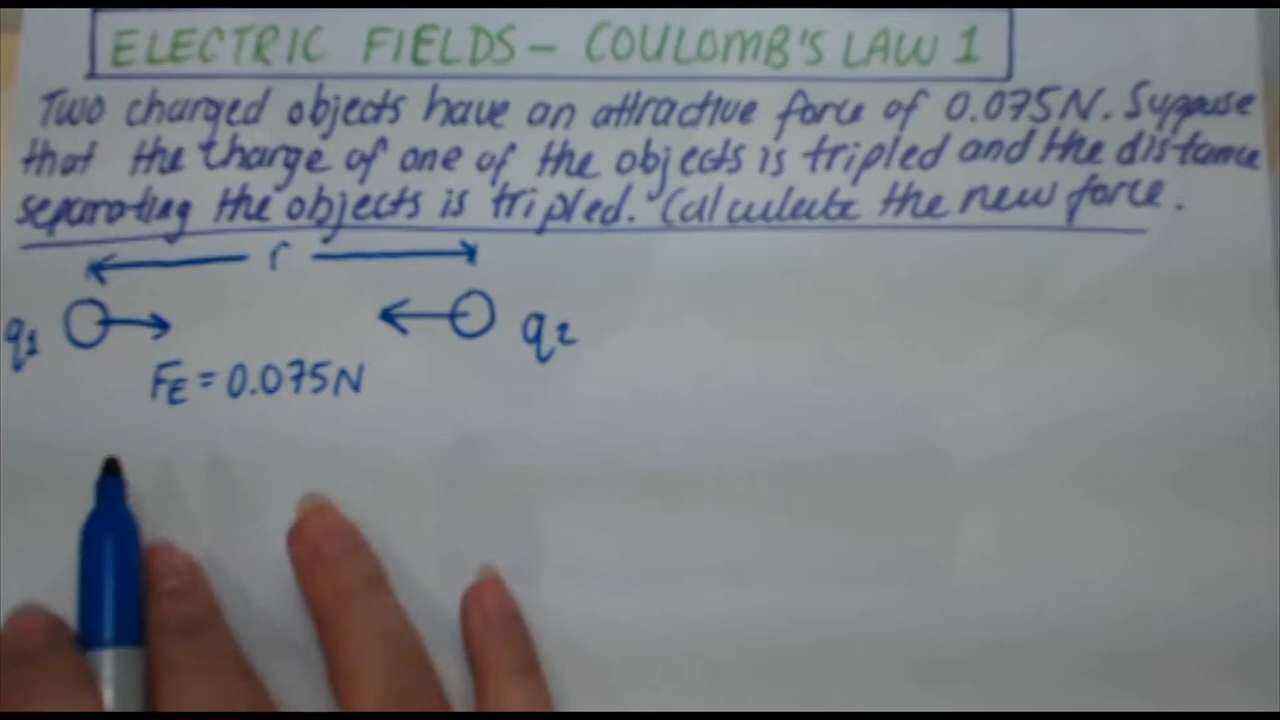 ELECTRIC FIELDS – COULOMB'S LAW 1
Two charged objects have an attractive force of 0.075N. Suppose
that the charge of one of the objects is tripled and the distance
separating the objects is tripled. Calculate the new force.
r
q1 q2
FE = 0.075N